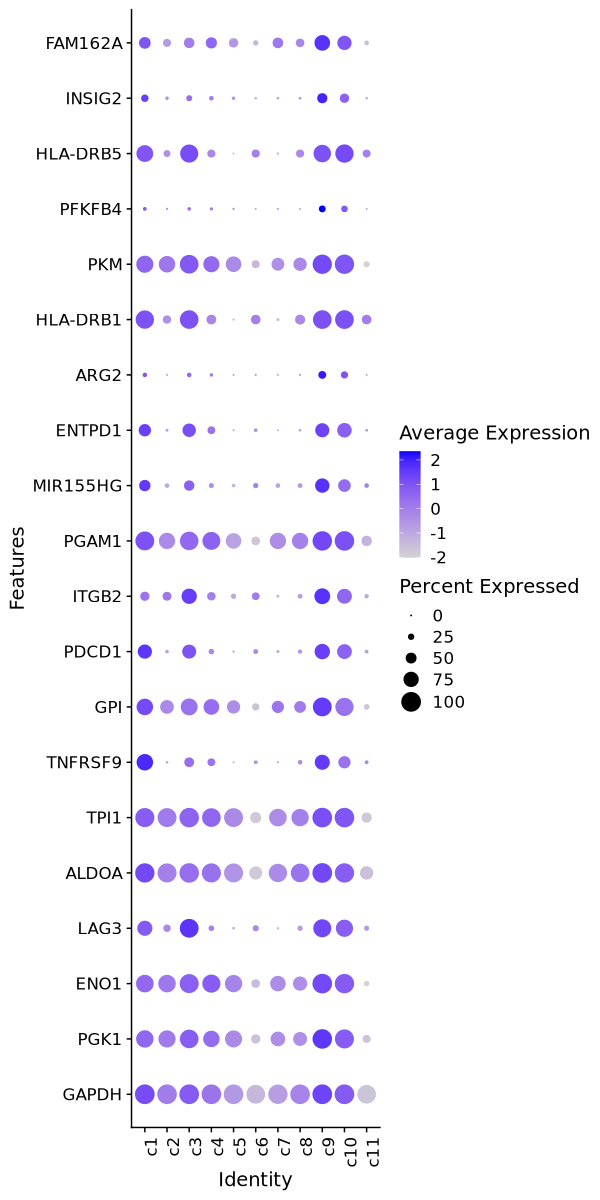 FAM162A
INSIG2
HLA-DRB5
PFKFB4
PKM
HLA-DRB1
ARG2
ENTPD1
MIR155HG
PGAM1
ITGB2
PDCD1
GPI
TNFRSF9
TPI1
ALDOA
LAG3
ENO1
PGK1
GAPDH
Features
c1 c2 c3 c4 c5 c6 c7 c8 c9 c10 c11
Identity
Average Expression
2
1
0
-1
-2
Percent Expressed
0
25
50
75
100